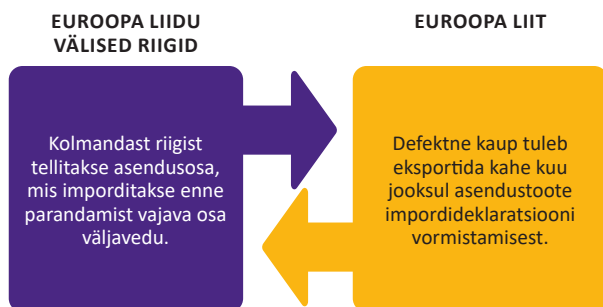 EUROOPA LIIDU
VÄLISED RIIGID
EUROOPA LIIT
Kolmandast riigist
tellitakse asendusosa,
mis imporditakse enne
parandamist vajava osa
väljavedu.
Defektne kaup tuleb
eksportida kahe kuu
jooksul asendustoote
impordideklaratsiooni
vormistamisest.